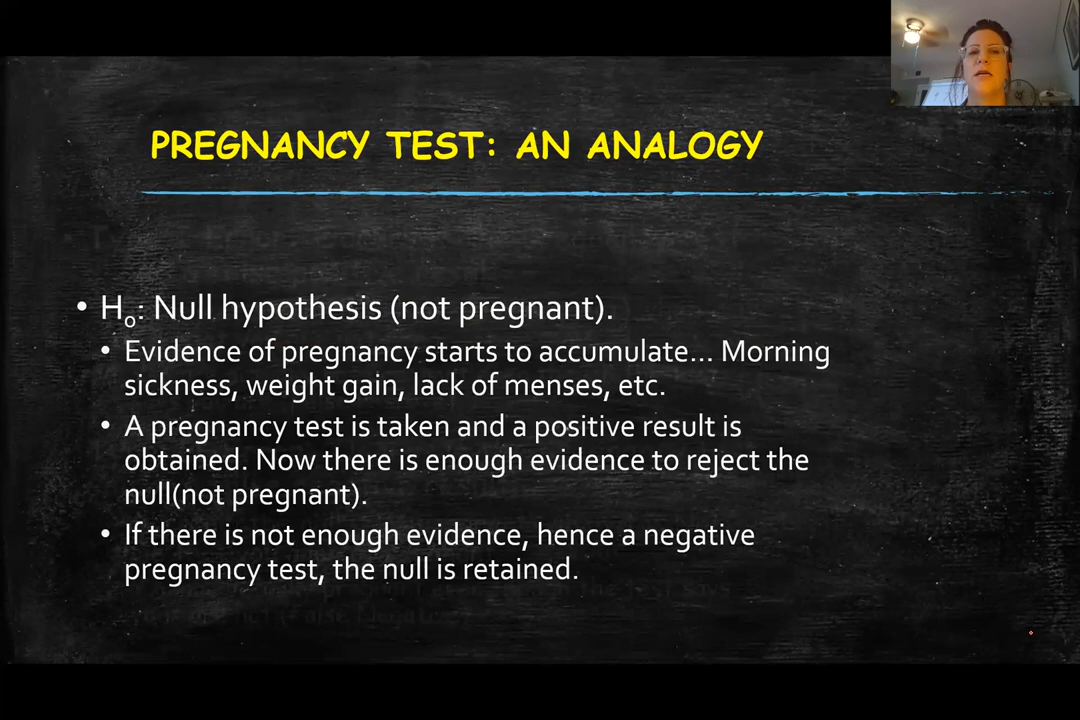 PREGNANCY TEST: AN ANALOGY
• H₀: Null hypothesis (not pregnant).
• Evidence of pregnancy starts to accumulate... Morning
sickness, weight gain, lack of menses, etc.
• A pregnancy test is taken and a positive result is
obtained. Now there is enough evidence to reject the
null(not pregnant).
• If there is not enough evidence, hence a negative
pregnancy test, the null is retained.